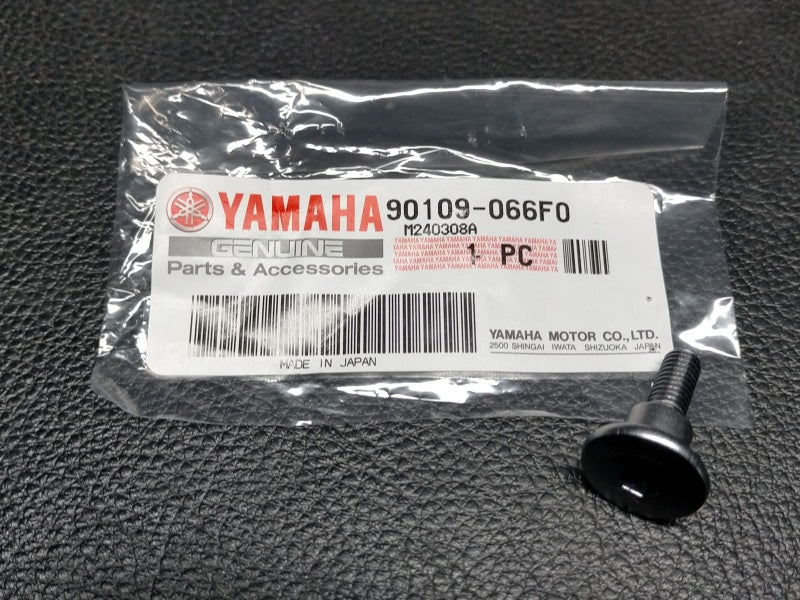 YAMAHA 90109-066F0
M240308A
GENUINE
Parts & Accessories
1 PC
MADE IN JAPAN
YAMAHA MOTOR CO., LTD.
2500 SHINGAI IWATA SHIZUOKA JAPAN